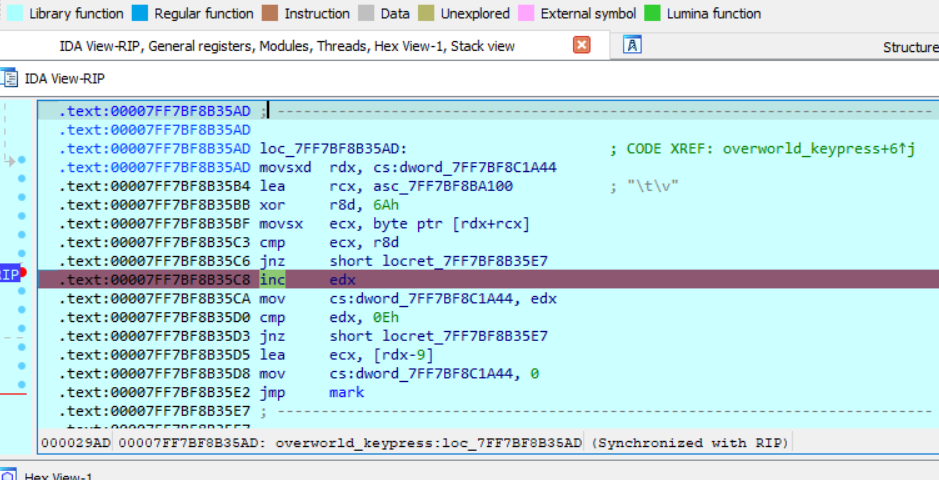 Library function Regular function Instruction Data Unexplored External symbol Lumina function
IDA View-RIP, General registers, Modules, Threads, Hex View-1, Stack view Structure
IDA View-RIP
.text:00007FF7BF8B35AD ; ---------------------------------------------------------------------------
.text:00007FF7BF8B35AD
.text:00007FF7BF8B35AD loc_7FF7BF8B35AD: ; CODE XREF: overworld_keypress+6↑j
.text:00007FF7BF8B35AD movsxd rdx, cs:dword_7FF7BF8C1A44
.text:00007FF7BF8B35B4 lea rcx, asc_7FF7BF8BA100 ; "\t\v"
.text:00007FF7BF8B35BB xor r8d, 6Ah
.text:00007FF7BF8B35BF movsx ecx, byte ptr [rdx+rcx]
.text:00007FF7BF8B35C3 cmp ecx, r8d
.text:00007FF7BF8B35C6 jnz short locret_7FF7BF8B35E7
RIP .text:00007FF7BF8B35C8 inc edx
.text:00007FF7BF8B35CA mov cs:dword_7FF7BF8C1A44, edx
.text:00007FF7BF8B35D0 cmp edx, 0Eh
.text:00007FF7BF8B35D3 jnz short locret_7FF7BF8B35E7
.text:00007FF7BF8B35D5 lea ecx, [rdx-9]
.text:00007FF7BF8B35D8 mov cs:dword_7FF7BF8C1A44, 0
.text:00007FF7BF8B35E2 jmp mark
.text:00007FF7BF8B35E7 ; ---------------------------------------------------------------------------
.text:00007FF7BF8B35E7
000029AD 00007FF7BF8B35AD: overworld_keypress:loc_7FF7BF8B35AD (Synchronized with RIP)
Hex View-1